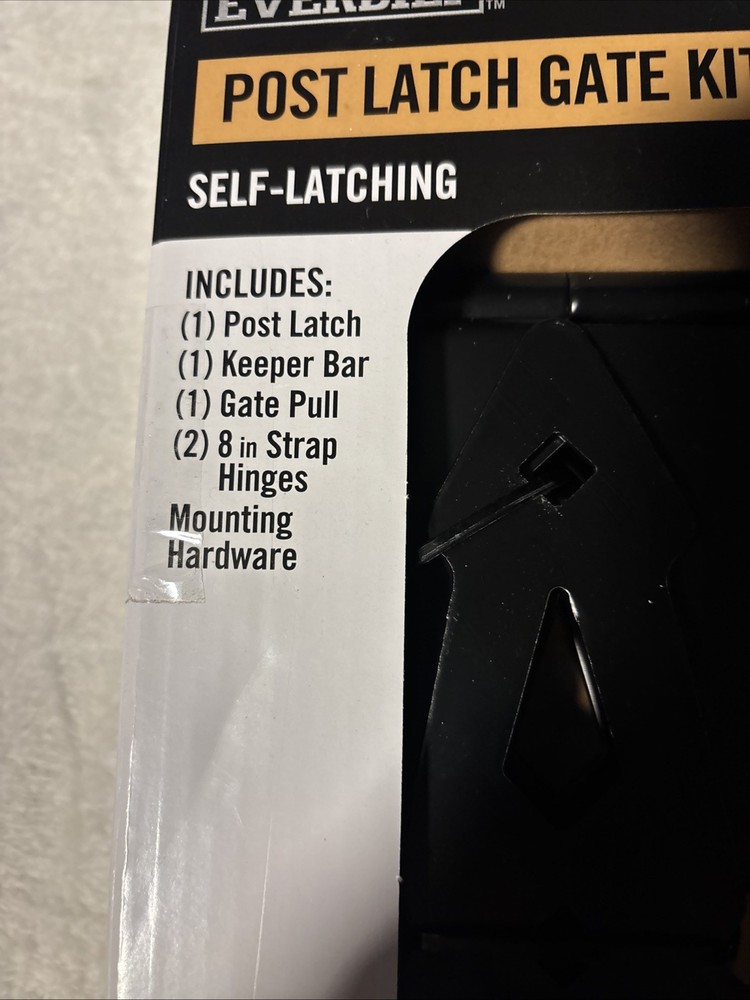 EVERBILT™
POST LATCH GATE KIT
SELF-LATCHING
INCLUDES:
(1) Post Latch
(1) Keeper Bar
(1) Gate Pull
(2) 8 in Strap
Hinges
Mounting
Hardware